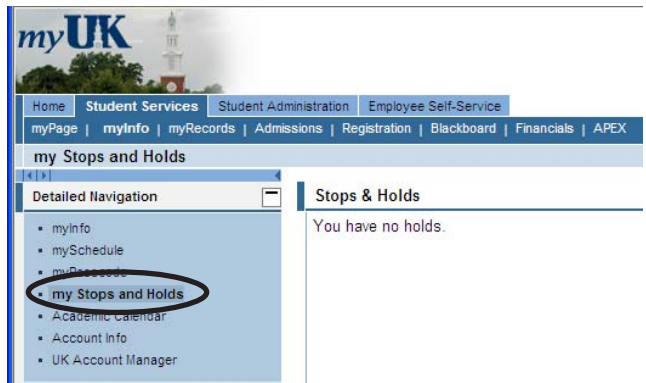 myUK
Home Student Services Student Administration Employee Self-Service
myPage | myInfo | myRecords | Admissions | Registration | Blackboard | Financials | APEX
my Stops and Holds
Detailed Navigation
Stops & Holds
myInfo
You have no holds.
mySchedule
myPasscode
my Stops and Holds
Academic Calendar
Account Info
UK Account Manager